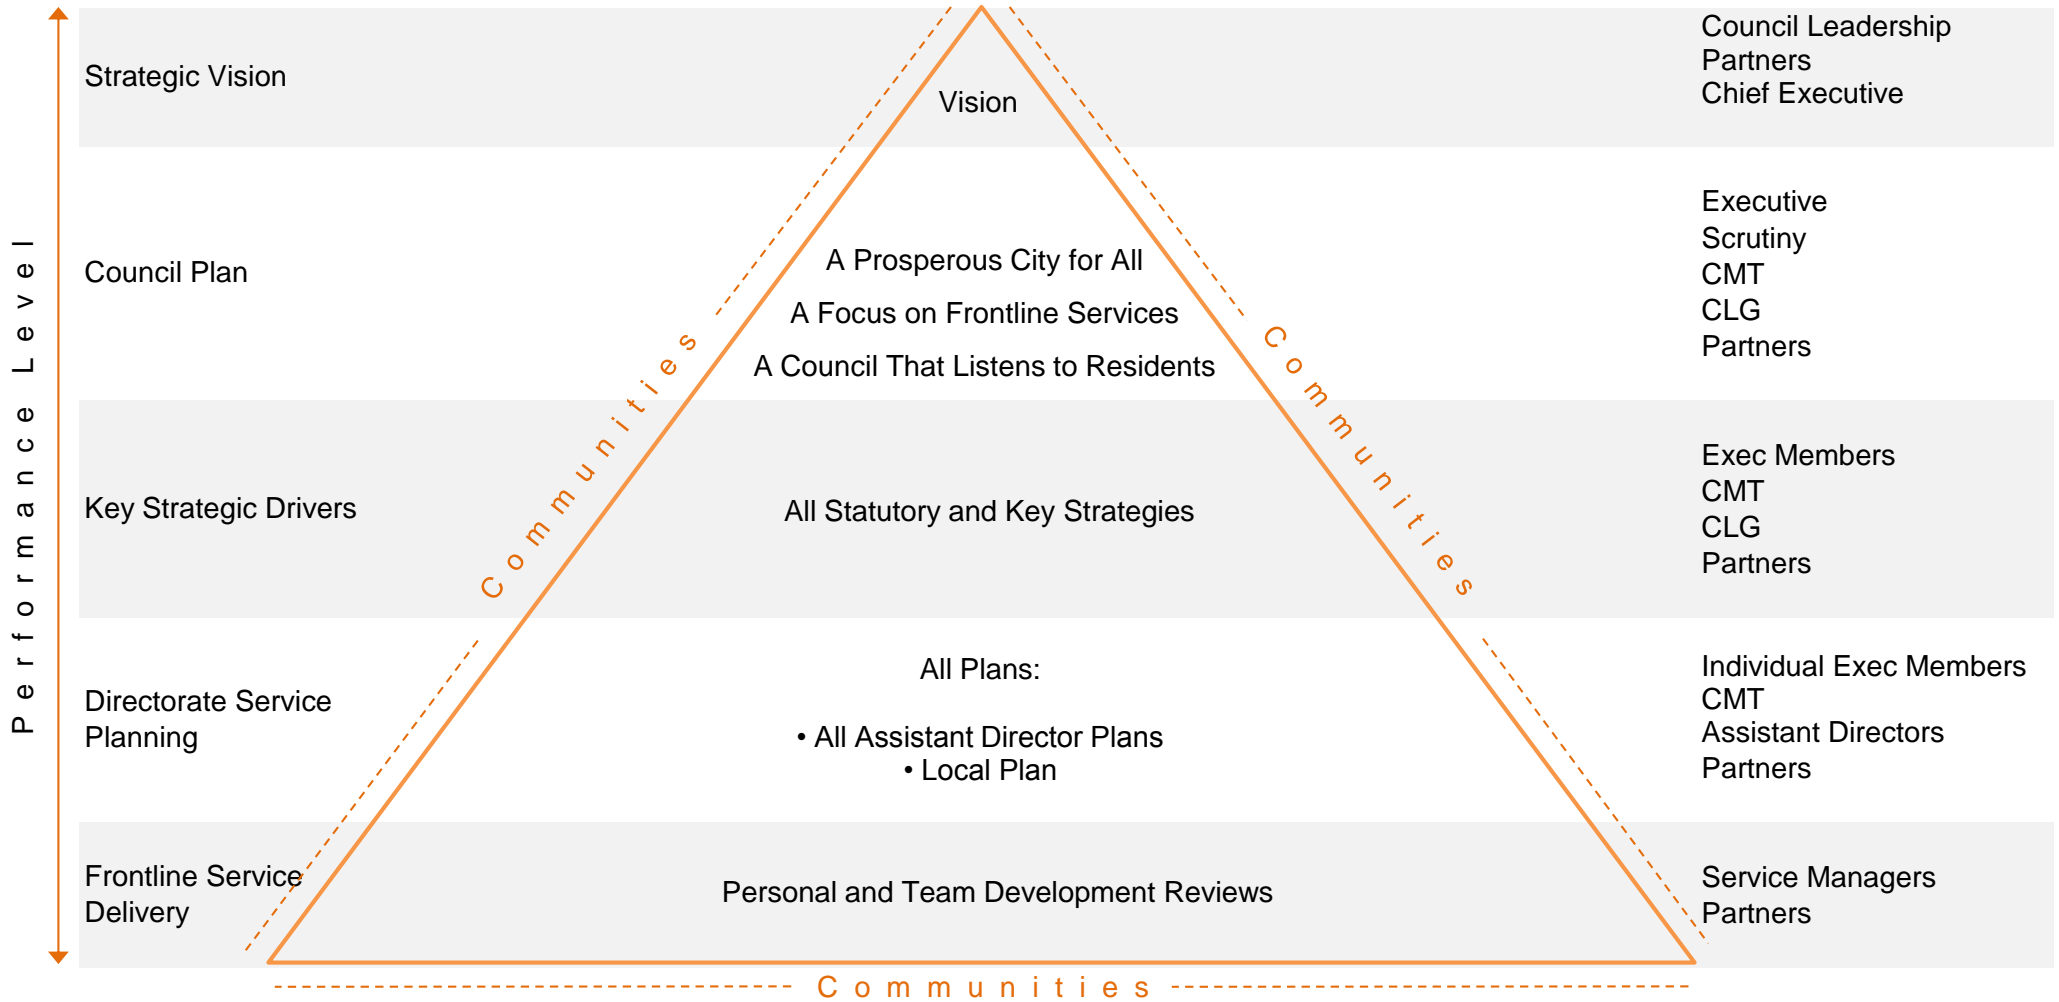 Performance Level
Strategic Vision
Vision
Council Leadership
Partners
Chief Executive
Council Plan
A Prosperous City for All
A Focus on Frontline Services
A Council That Listens to Residents
Executive
Scrutiny
CMT
CLG
Partners
Communities
Communities
Key Strategic Drivers
All Statutory and Key Strategies
Exec Members
CMT
CLG
Partners
Directorate Service
Planning
All Plans:
• All Assistant Director Plans
• Local Plan
Individual Exec Members
CMT
Assistant Directors
Partners
Frontline Service
Delivery
Personal and Team Development Reviews
Service Managers
Partners
Communities